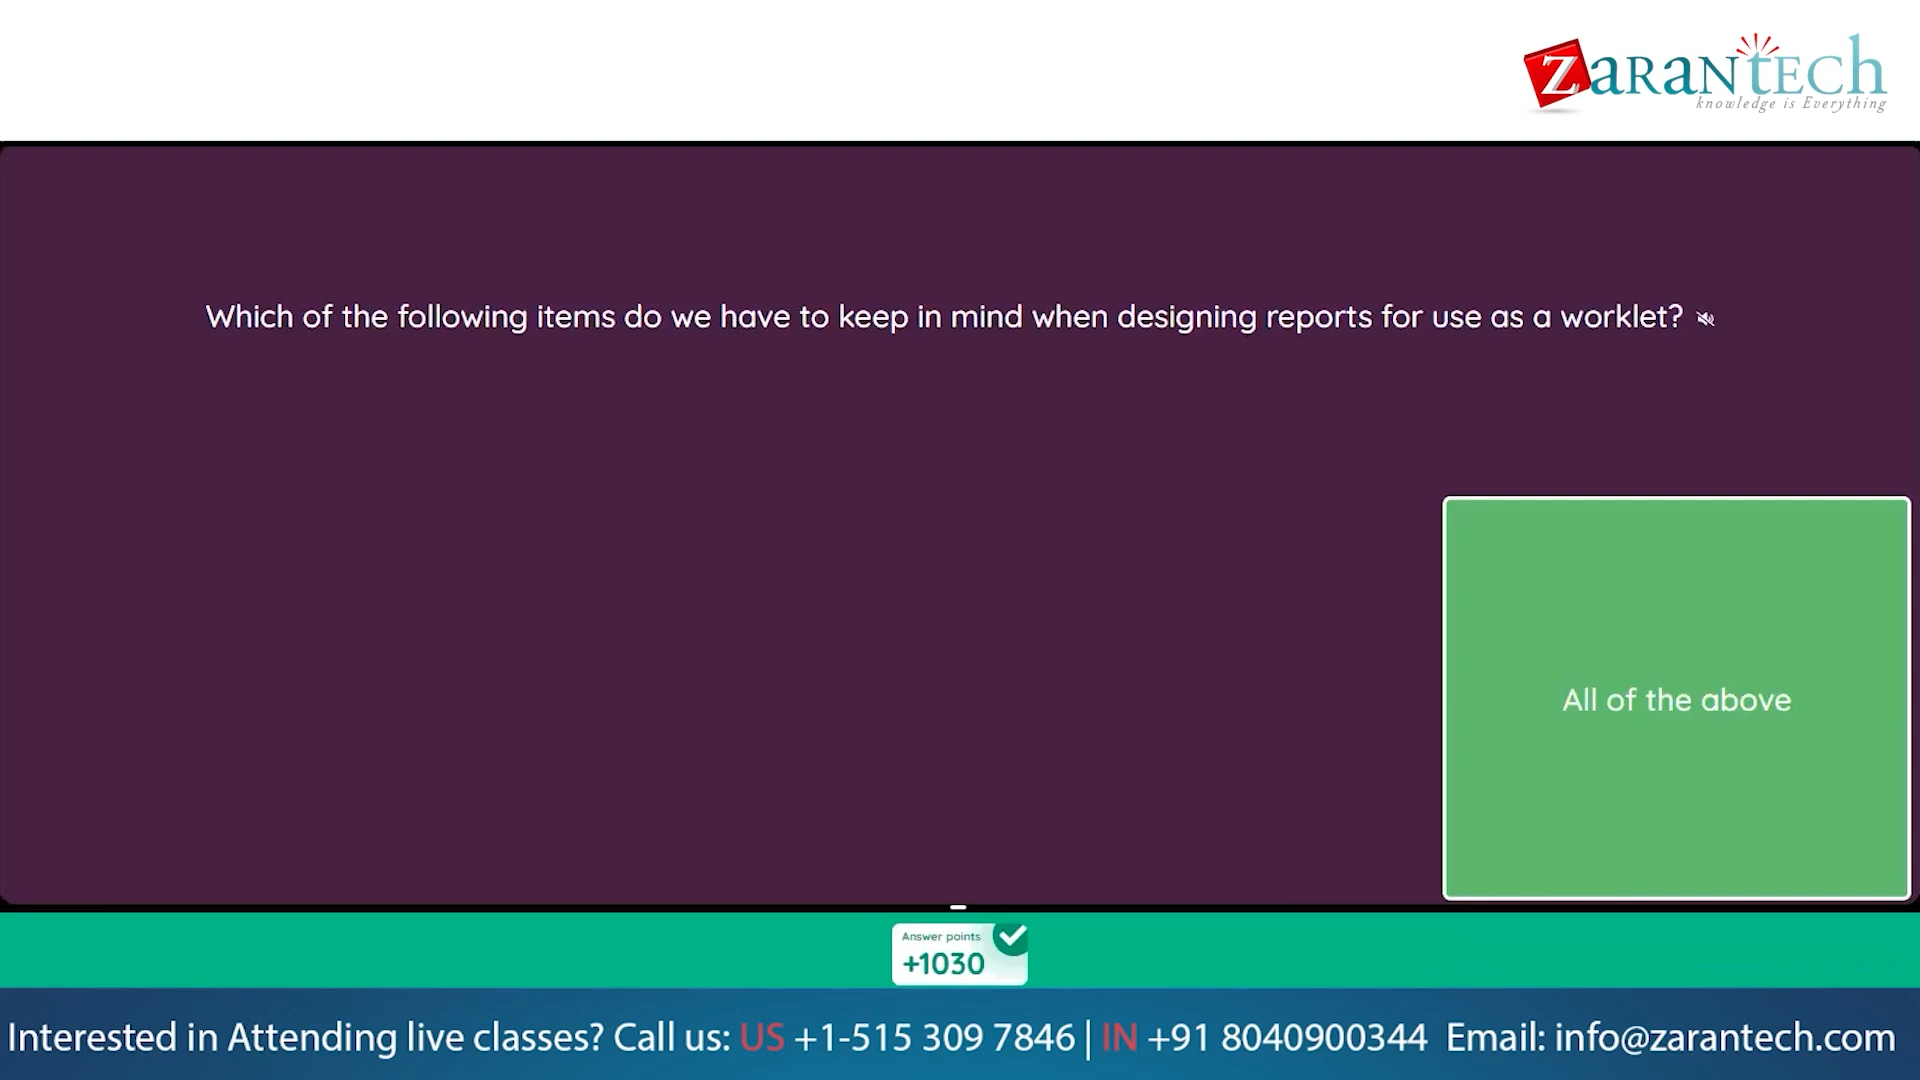 ZaranTech
knowledge is Everything
Which of the following items do we have to keep in mind when designing reports for use as a worklet?
All of the above
Answer points
+1030
Interested in Attending live classes? Call us: US +1-515 309 7846 | IN +91 8040900344 Email: info@zarantech.com